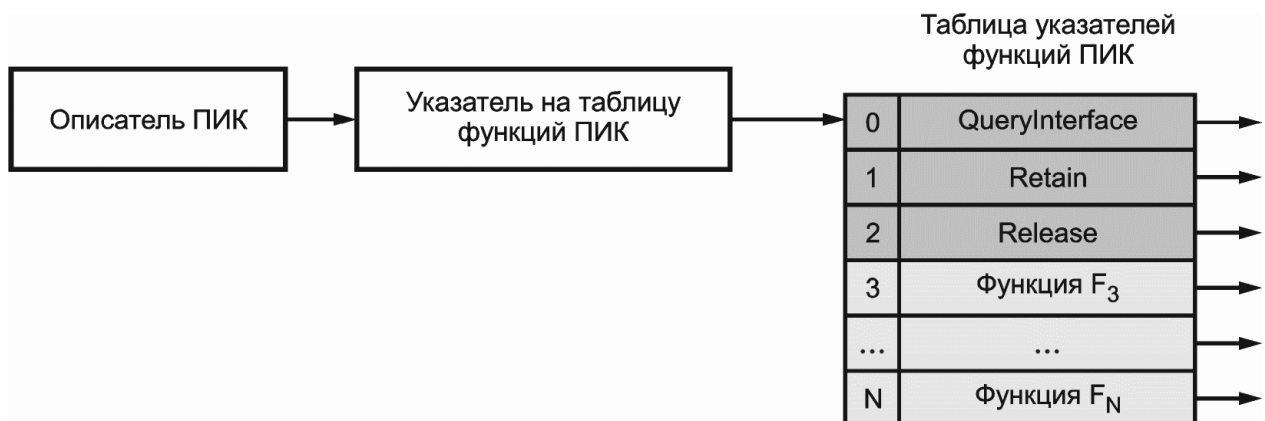 Таблица указателей
функций ПИК
Описатель ПИК
Указатель на таблицу
функций ПИК
0 QueryInterface
1 Retain
2 Release
3 Функция F3
... ...
N Функция FN